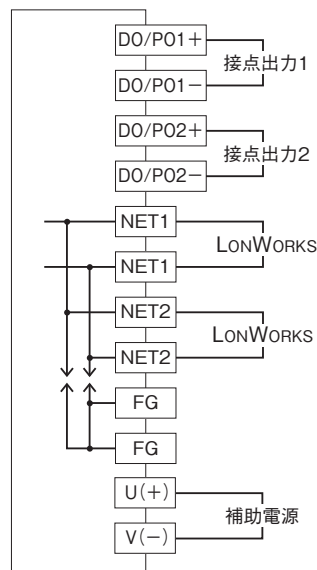 DO/PO1+
接点出力1
DO/PO1−
DO/PO2+
接点出力2
DO/PO2−
NET1
LONWORKS
NET1
NET2
LONWORKS
NET2
FG
FG
U(+)
補助電源
V(−)